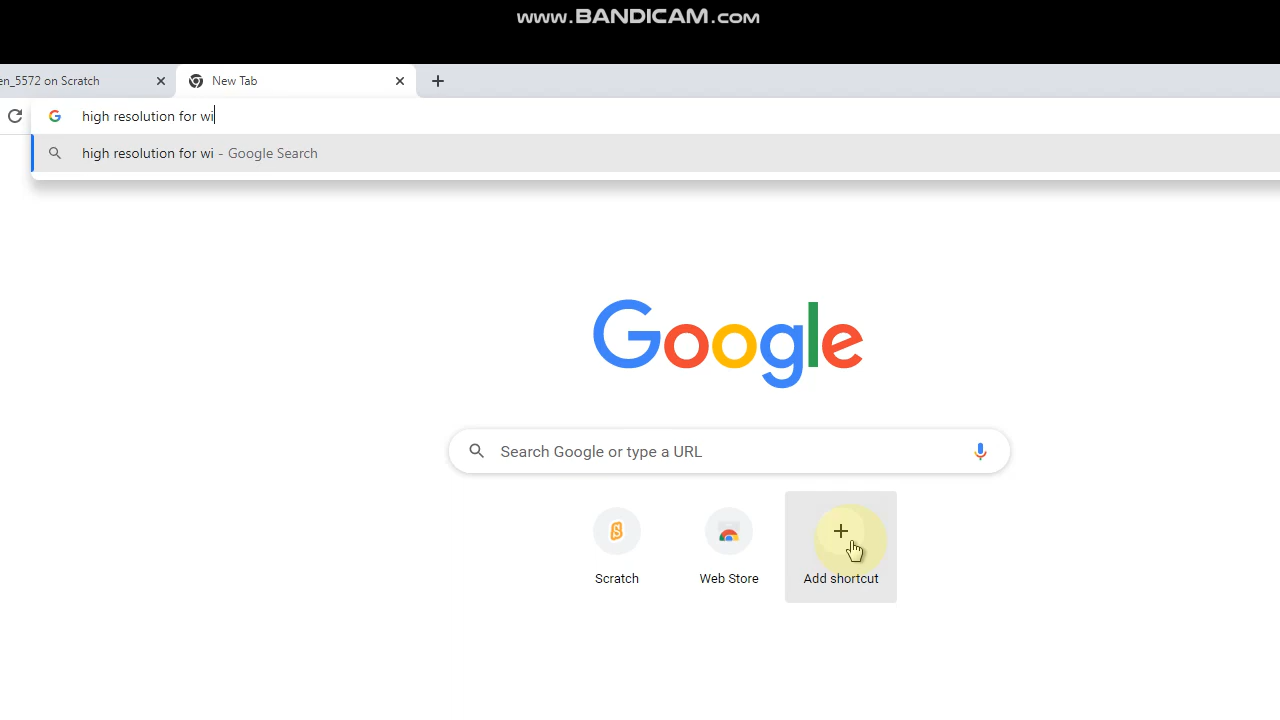 www.BANDICAM.com
en_5572 on Scratch
New Tab
high resolution for wi
high resolution for wi - Google Search
Google
Search Google or type a URL
Scratch
Web Store
Add shortcut